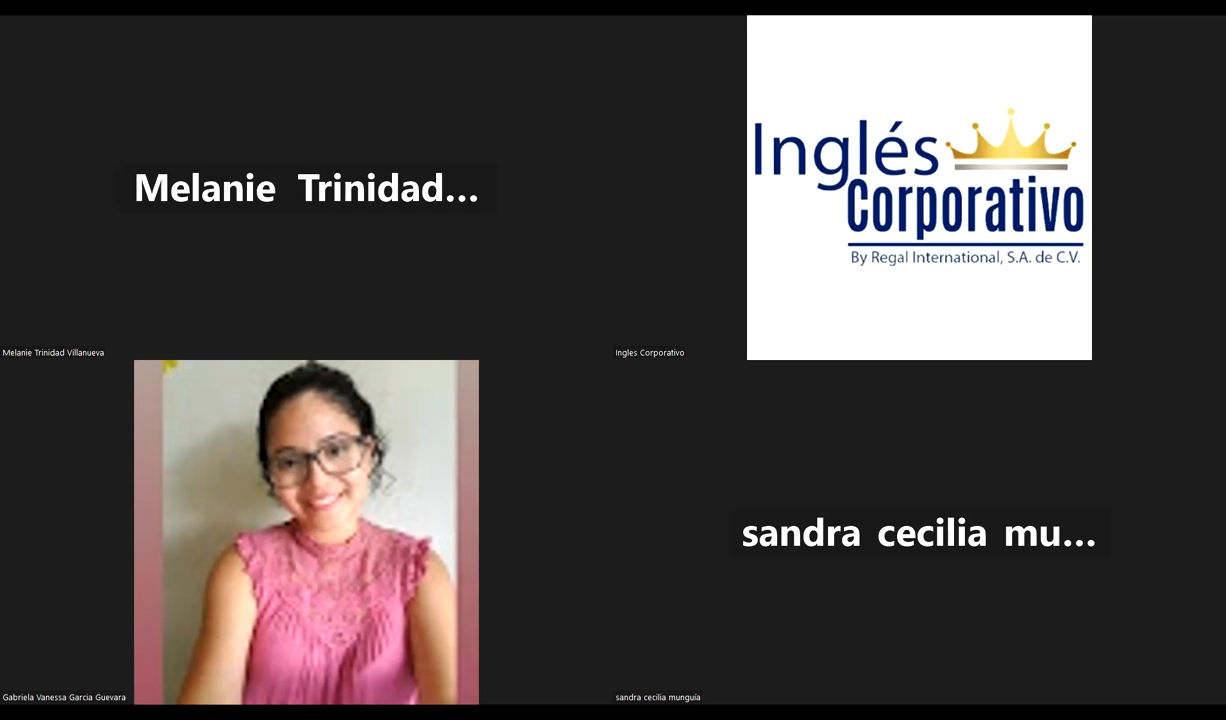 Melanie Trinidad...
Inglés
Corporativo
By Regal International, S.A. de C.V.
Melanie Trinidad Villanueva
Ingles Corporativo
sandra cecilia mu...
Gabriela Vanessa Garcia Guevara
sandra cecilia munguía